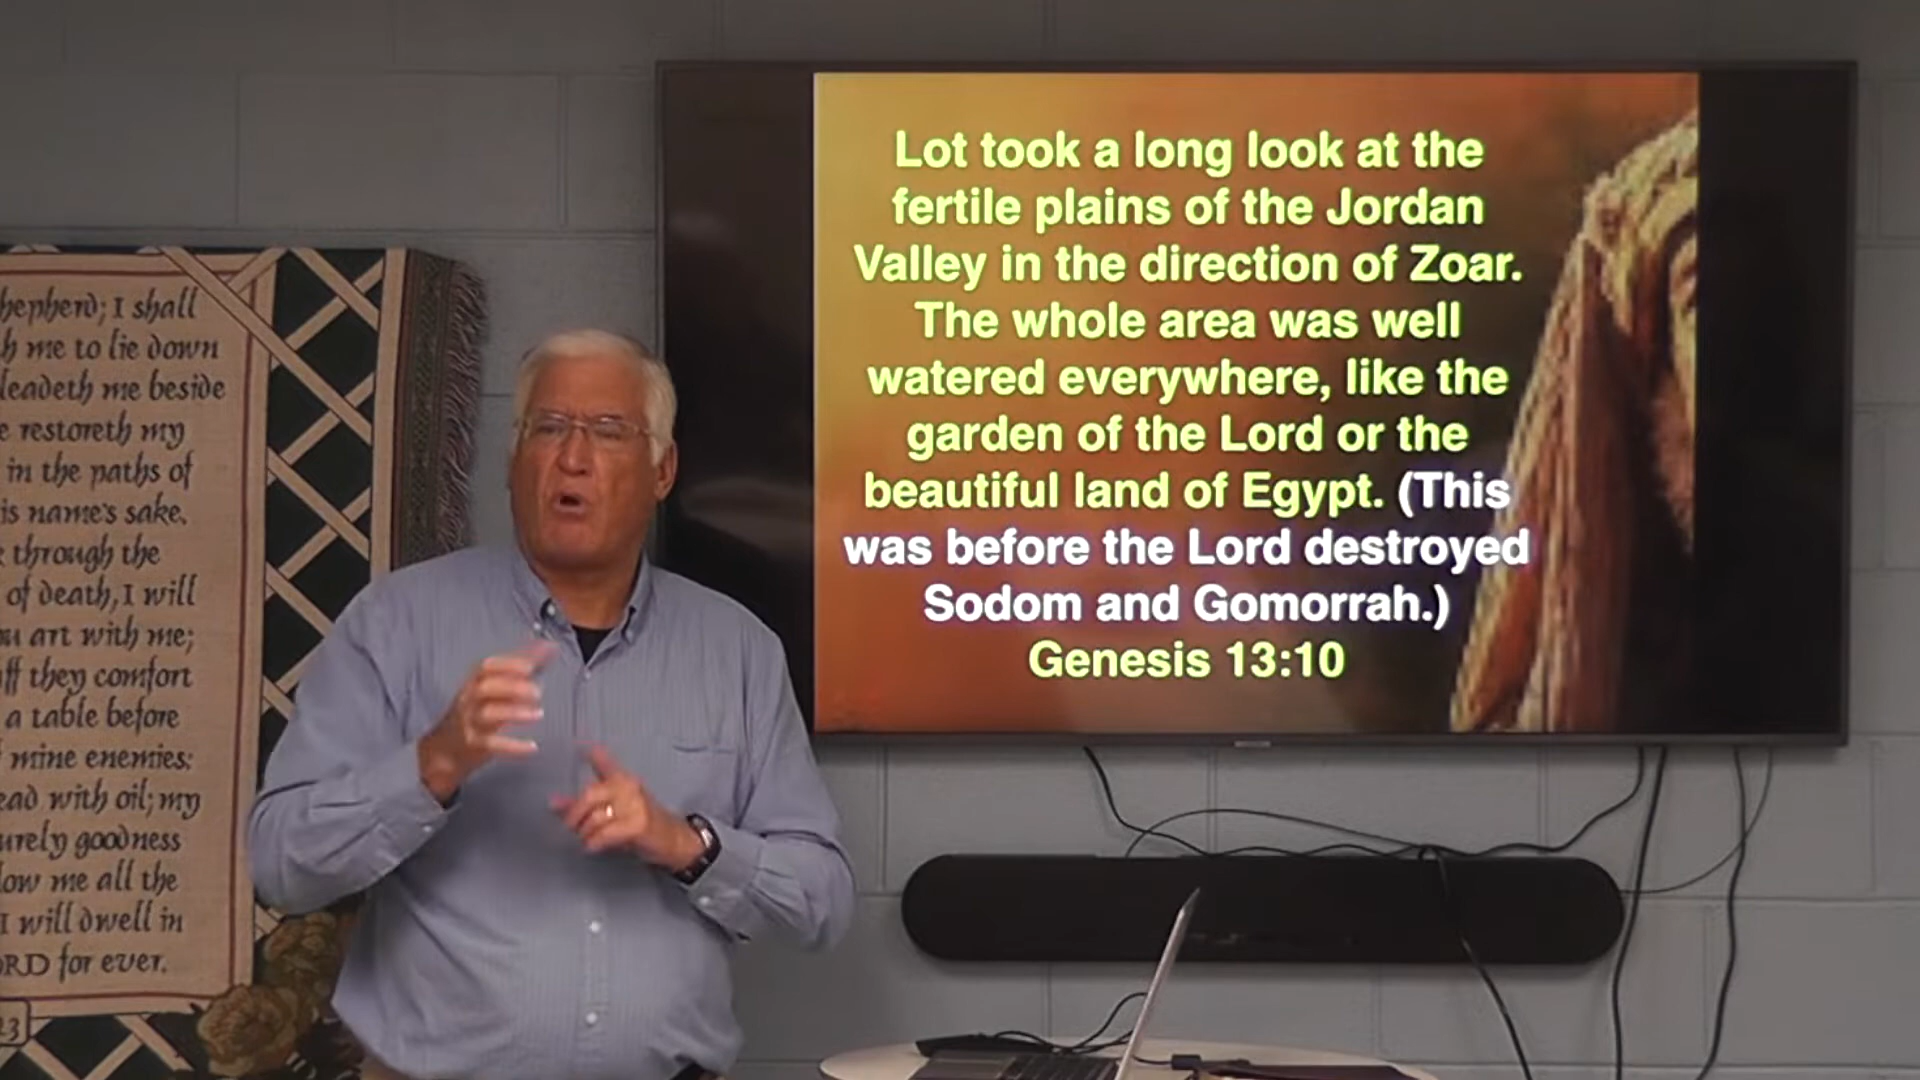 hepherd; I shall
h me to lie down
leadeth me beside
e restoreth my
in the paths of
is name's sake.
through the
of death, I will
u art with me;
ff they comfort
a table before
mine enemies:
ead with oil; my
urely goodness
low me all the
I will dwell in
ORD for ever.
23
Lot took a long look at the
fertile plains of the Jordan
Valley in the direction of Zoar.
The whole area was well
watered everywhere, like the
garden of the Lord or the
beautiful land of Egypt. (This
was before the Lord destroyed
Sodom and Gomorrah.)
Genesis 13:10